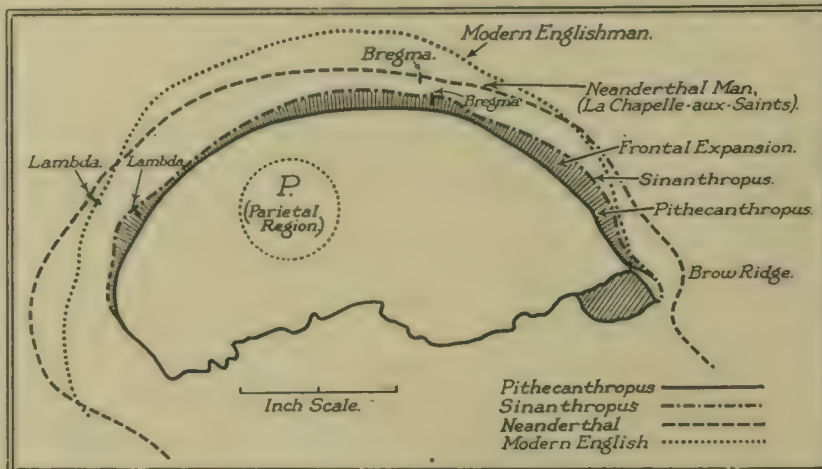 Modern Englishman.
Bregma.
Neanderthal Man,
(La Chapelle-aux-Saints).
Bregma
Frontal Expansion.
Lambda.
Lambda.
Sinanthropus.
P.
(Parietal
Region.)
Pithecanthropus.
Brow Ridge.
Inch Scale.
Pithecanthropus
Sinanthropus
Neanderthal
Modern English